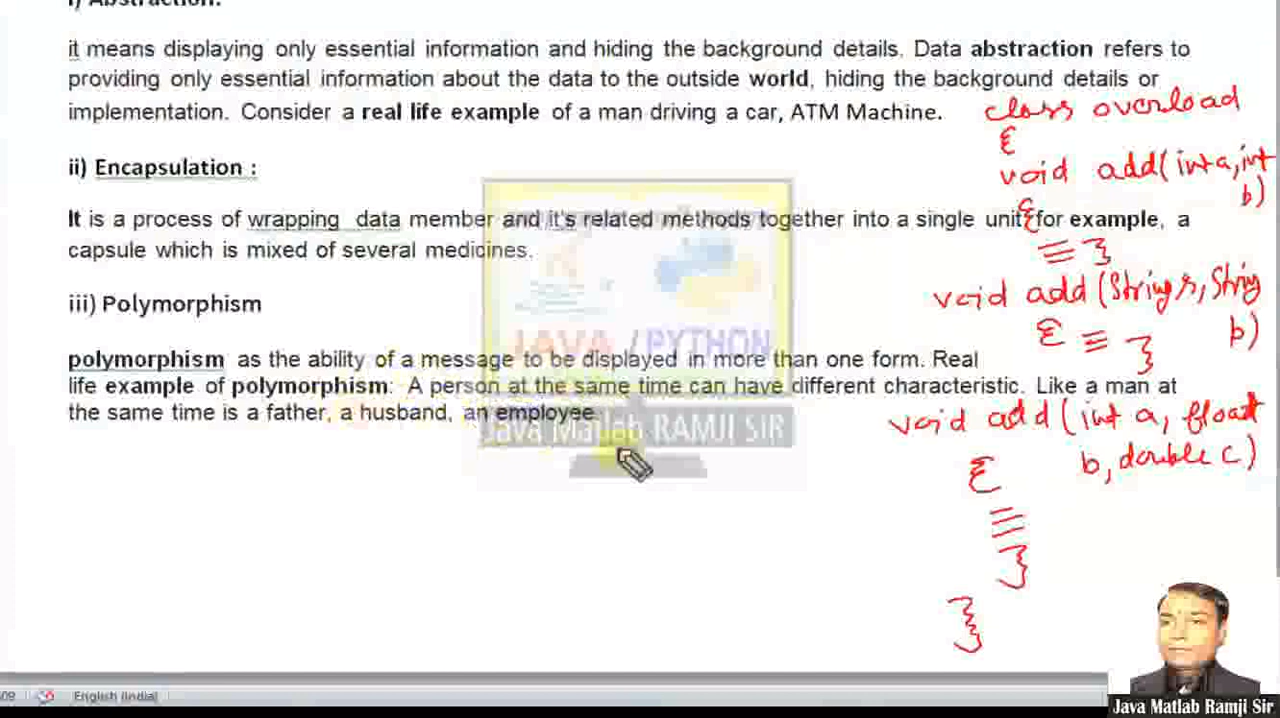 i) Abstraction:
it means displaying only essential information and hiding the background details. Data abstraction refers to
providing only essential information about the data to the outside world, hiding the background details or
implementation. Consider a real life example of a man driving a car, ATM Machine.
ii) Encapsulation :
It is a process of wrapping data member and it's related methods together into a single unit for example, a
capsule which is mixed of several medicines.
iii) Polymorphism
polymorphism as the ability of a message to be displayed in more than one form. Real
life example of polymorphism: A person at the same time can have different characteristic. Like a man at
the same time is a father, a husband, an employee
class overload
{
void add(int a, int
b)
{
}
void add(String s, String
b)
{ }
void add(int a, float
b, double c)
{
}
}
JAVA / PYTHON
Java Matlab RAMJI SIR
09 English (India)
Java Matlab Ramji Sir